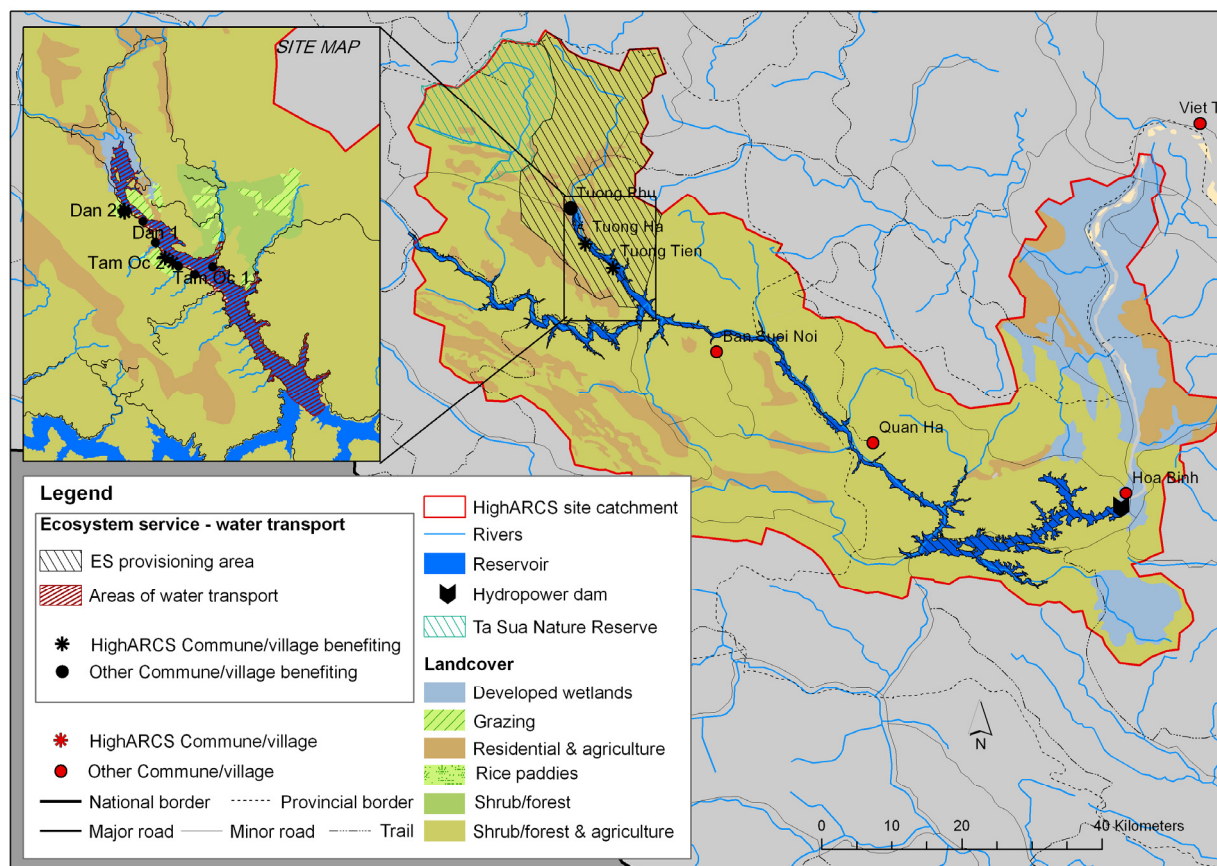 SITE MAP
Dan 2
Dan 1
Tam Oc 2
Tam Oc 1
Viet T
Tuong Phu
Tuong Ha
Tuong Tien
Ban Suei Noi
Quan Ha
Hoa Binh
Legend
Ecosystem service - water transport
ES provisioning area
Areas of water transport
HighARCS Commune/village benefiting
Other Commune/village benefiting
HighARCS Commune/village
Other Commune/village
National border
Provincial border
Major road
Minor road
Trail
HighARCS site catchment
Rivers
Reservoir
Hydropower dam
Ta Sua Nature Reserve
Landcover
Developed wetlands
Grazing
Residential & agriculture
Rice paddies
Shrub/forest
Shrub/forest & agriculture
N
0 10 20 40 Kilometers